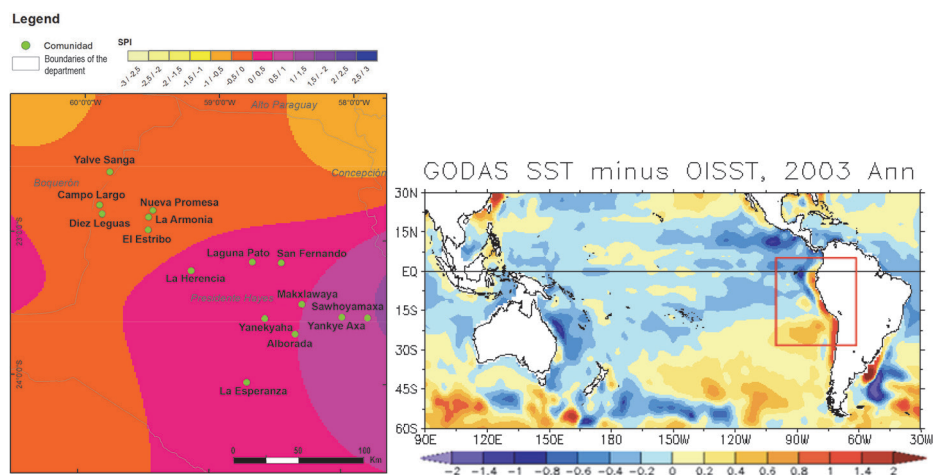 Legend
Comunidad
Boundaries of the
department
SPI
-3 / -2,5
-2,5 / -2
-2 / -1,5
-1,5 / -1
-1 / -0,5
-0,5 / 0
0 / 0,5
0,5 / 1
1 / 1,5
1,5 / -2
2 / 2,5
2,5 / 3
60°0'0"W
59°0'0"W
58°0'0"W
Alto Paraguay
Yalve Sanga
Concepción
Boquerón
Campo Largo
Nueva Promesa
La Armonia
Diez Leguas
El Estribo
Laguna Pato
San Fernando
La Herencia
Makxlawaya
Sawhoyamaxa
Yanekyaha
Yankye Axa
Alborada
24°0'0"S
La Esperanza
0
50
100
Km
GODAS SST minus OISST, 2003 Ann
30N
15N
EQ
15S
30S
45S
60S
90E
120E
150E
180
150W
120W
90W
60W
30W
-2
-1.4
-1
-0.8
-0.6
-0.4
-0.2
0
0.2
0.4
0.6
0.8
1
1.4
2